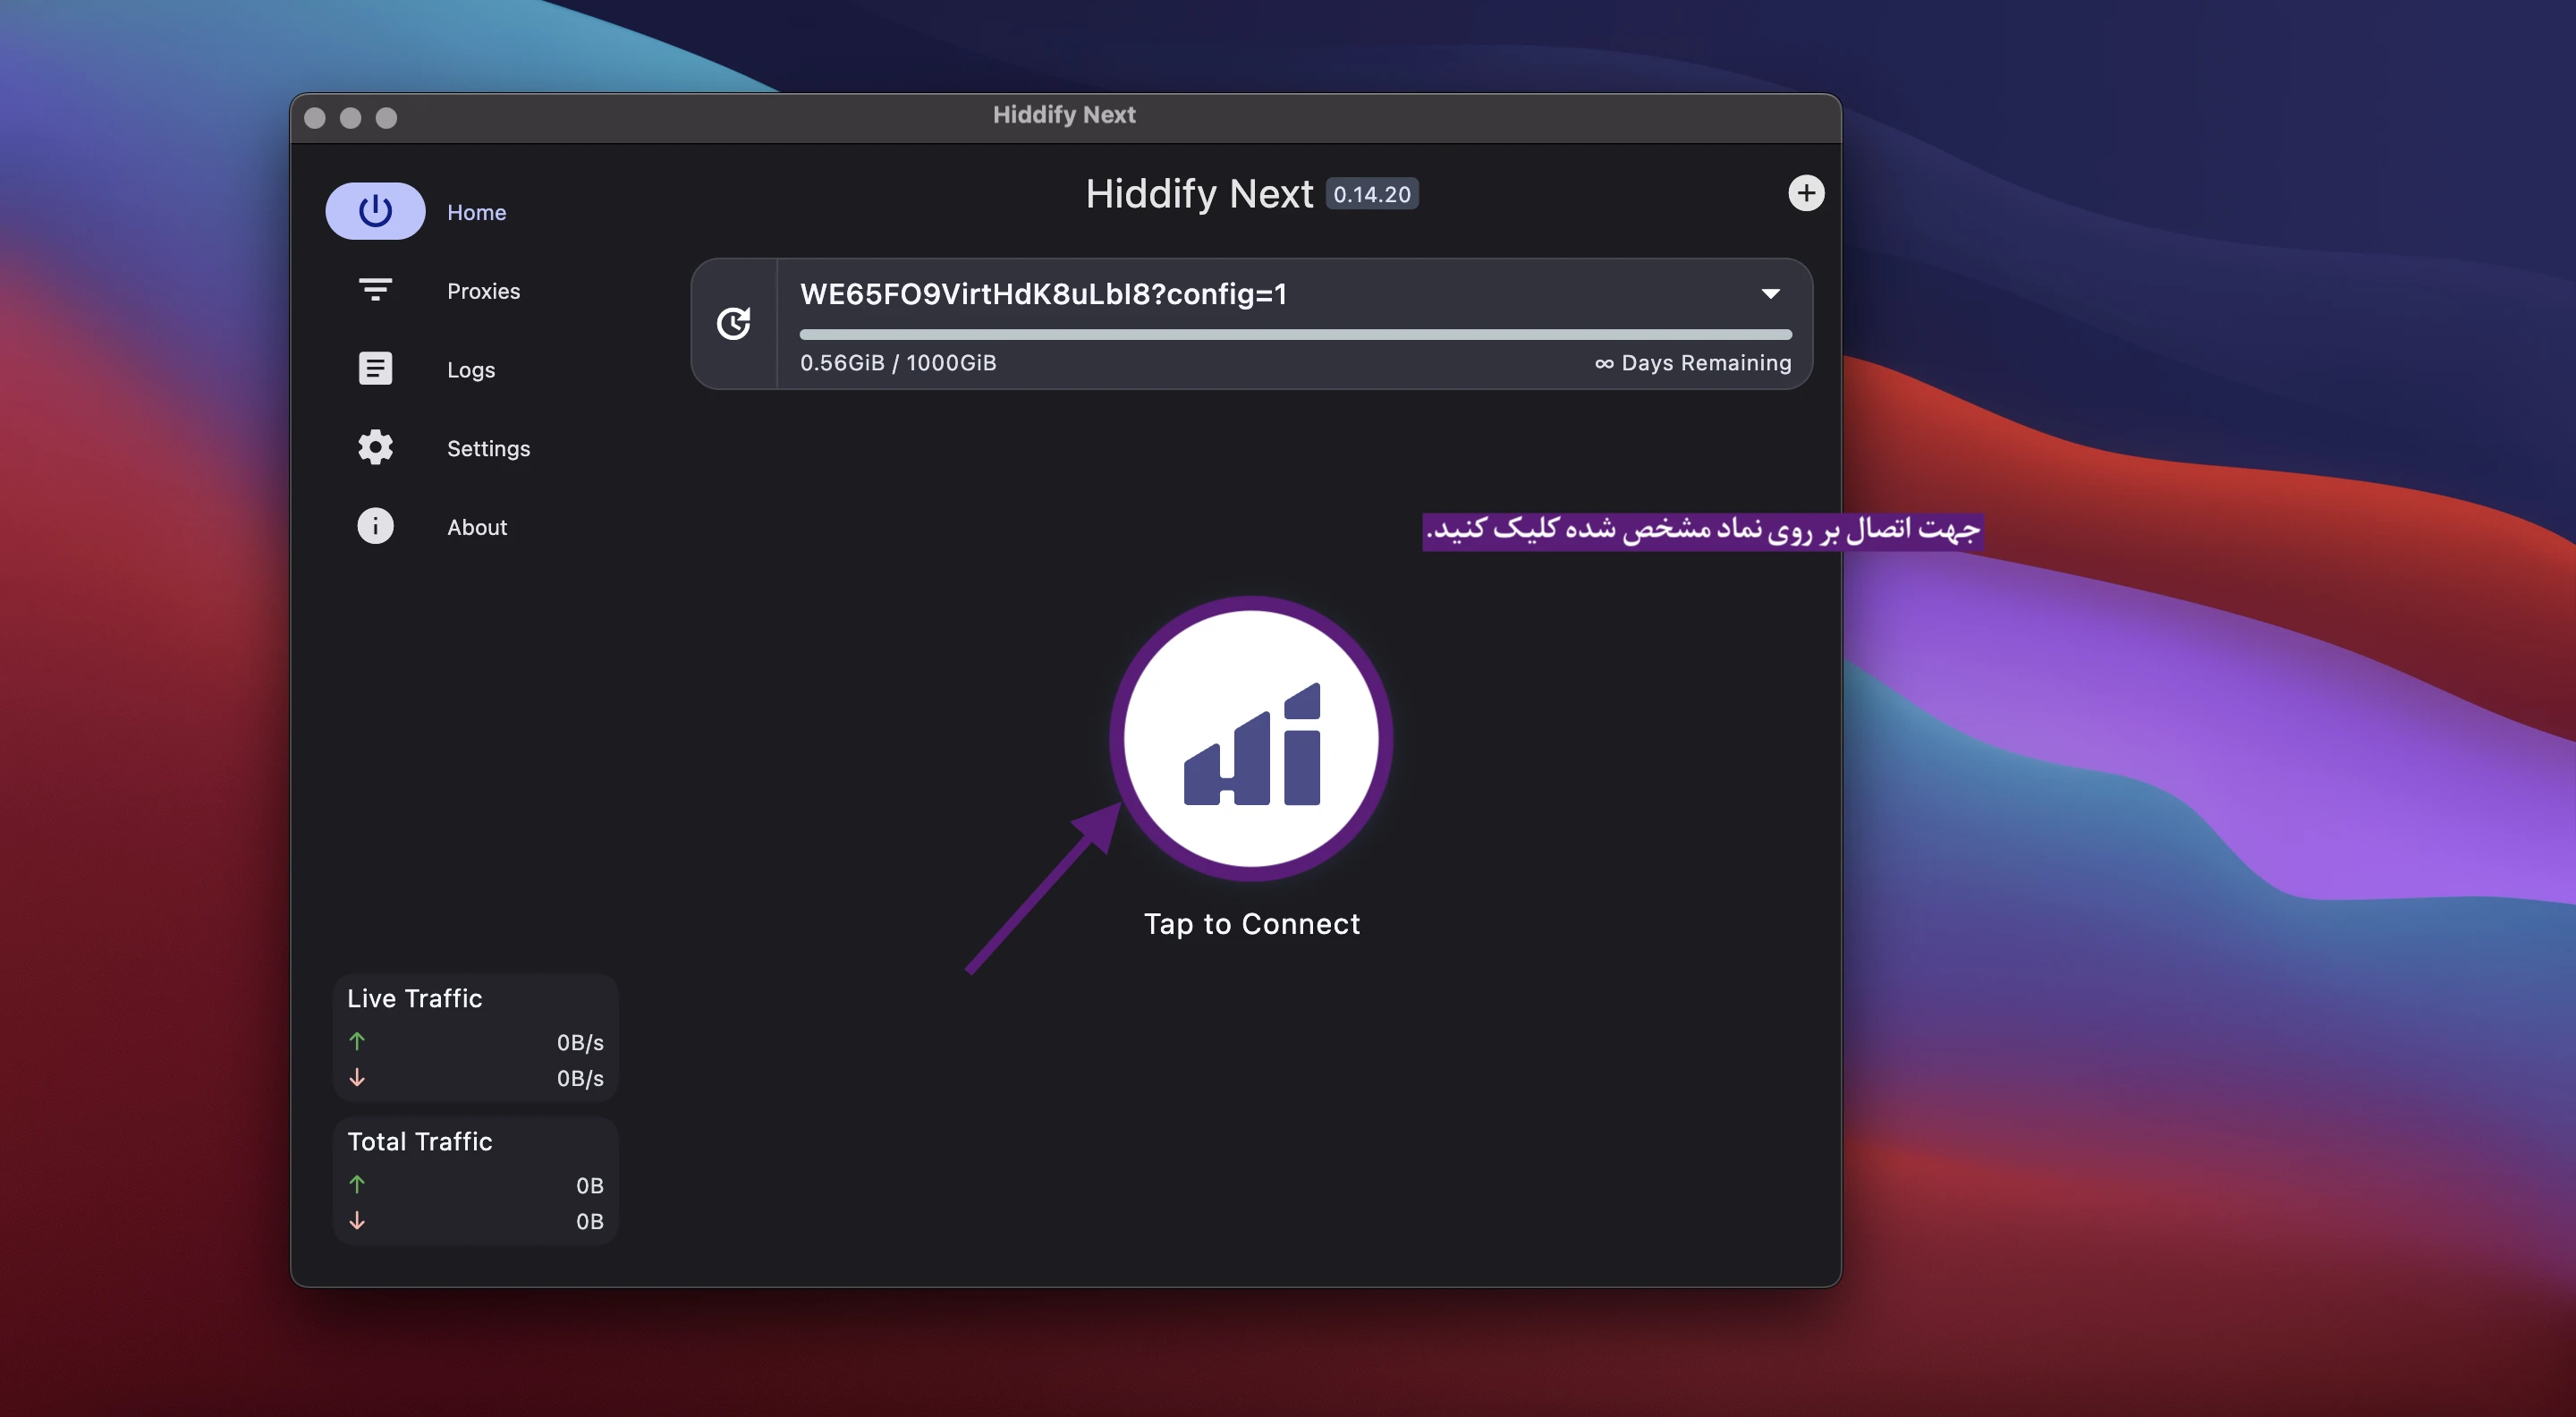 Hiddify Next
Home
Proxies
Logs
Settings
About
Hiddify Next 0.14.20
WE65FO9VirtHdK8uLbI8?config=1
0.56GiB / 1000GiB
∞ Days Remaining
جهت اتصال بر روی نماد مشخص شده کلیک کنید.
Tap to Connect
Live Traffic
↑ 0B/s
↓ 0B/s
Total Traffic
↑ 0B
↓ 0B